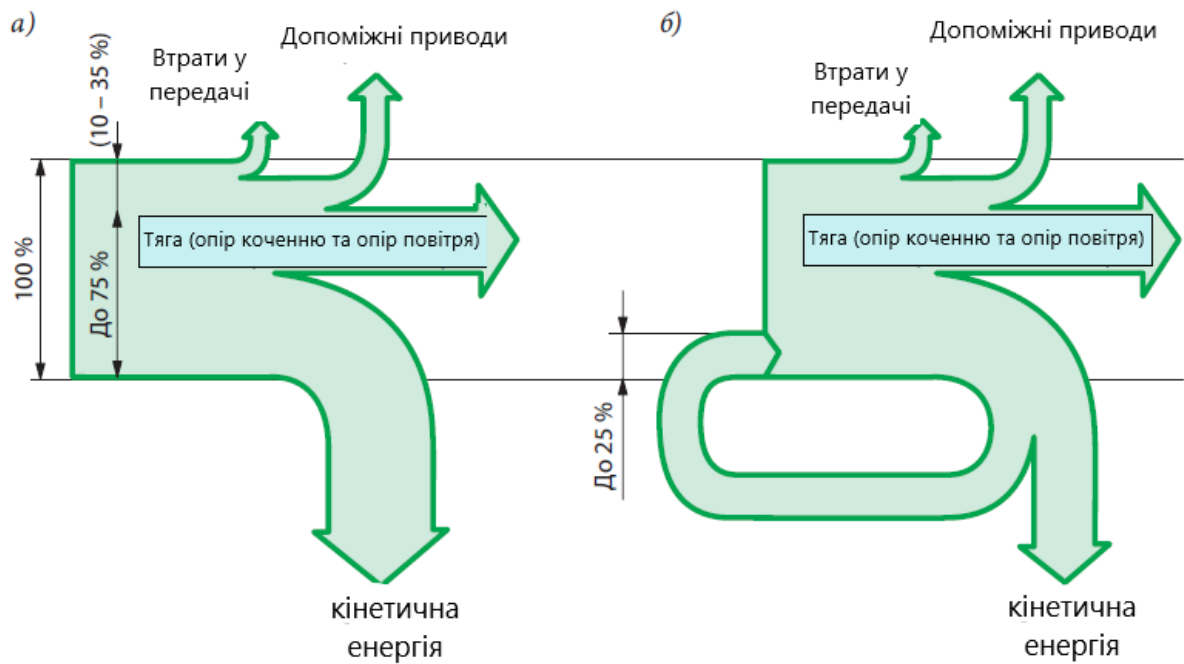 а)
Втрати у
передачі
Допоміжні приводи
(10 – 35 %)
100 %
До 75 %
Тяга (опір коченню та опір повітря)
кінетична
енергія
б)
Втрати у
передачі
Допоміжні приводи
Тяга (опір коченню та опір повітря)
До 25 %
кінетична
енергія